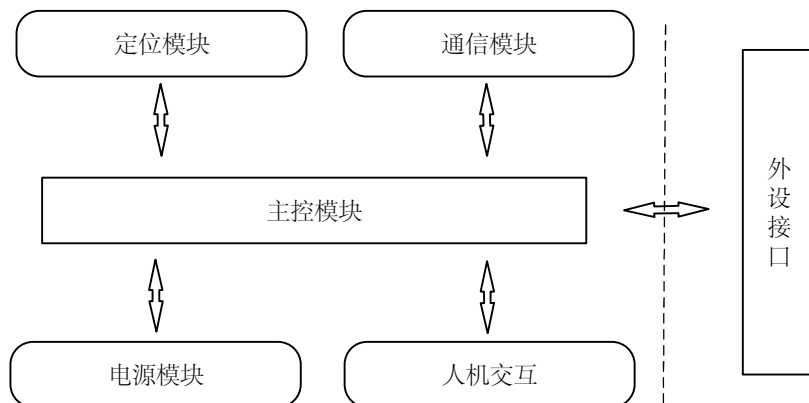 定位模块
通信模块
主控模块
外设接口
电源模块
人机交互